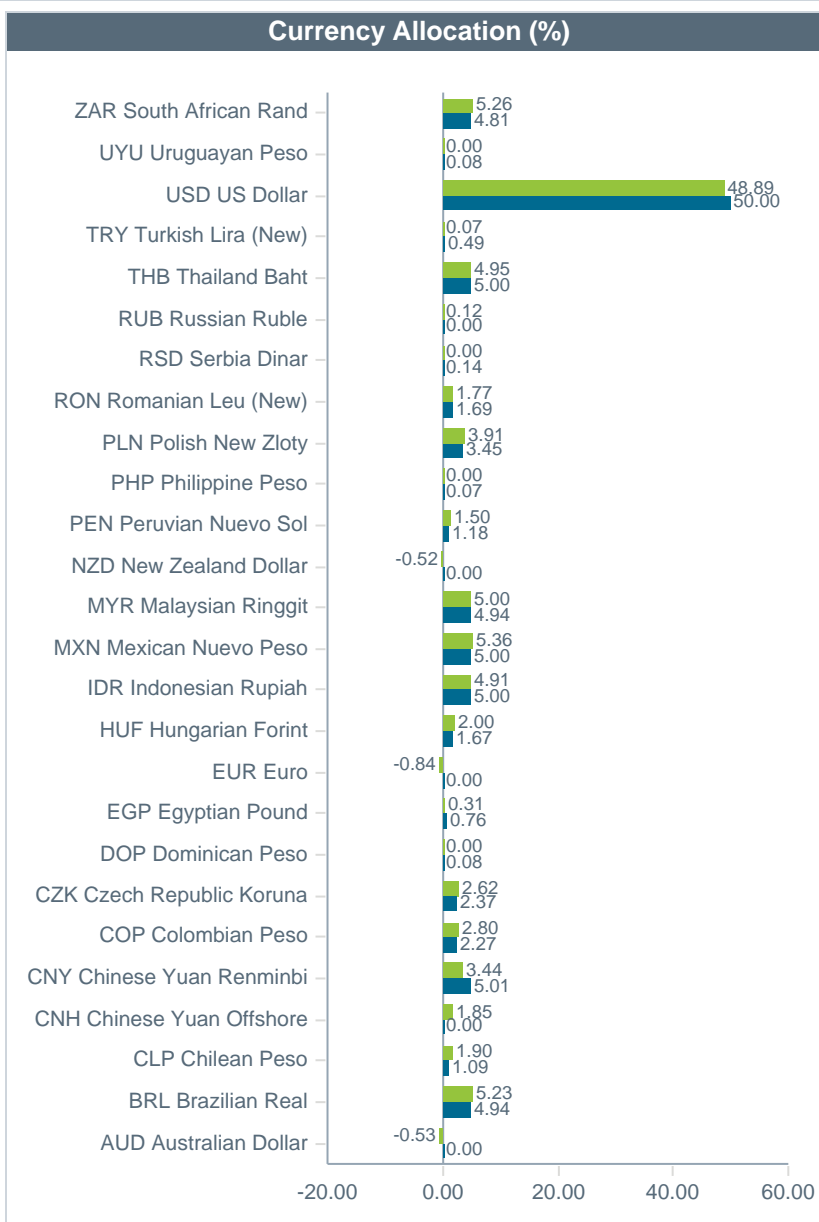 Currency Allocation (%)
ZAR South African Rand
5.26
4.81
UYU Uruguayan Peso
0.00
0.08
USD US Dollar
48.89
50.00
TRY Turkish Lira (New)
0.07
0.49
THB Thailand Baht
4.95
5.00
RUB Russian Ruble
0.12
0.00
RSD Serbia Dinar
0.00
0.14
RON Romanian Leu (New)
1.77
1.69
PLN Polish New Zloty
3.91
3.45
PHP Philippine Peso
0.00
0.07
PEN Peruvian Nuevo Sol
1.50
1.18
NZD New Zealand Dollar
-0.52
0.00
MYR Malaysian Ringgit
5.00
4.94
MXN Mexican Nuevo Peso
5.36
5.00
IDR Indonesian Rupiah
4.91
5.00
HUF Hungarian Forint
2.00
1.67
EUR Euro
-0.84
0.00
EGP Egyptian Pound
0.31
0.76
DOP Dominican Peso
0.00
0.08
CZK Czech Republic Koruna
2.62
2.37
COP Colombian Peso
2.80
2.27
CNY Chinese Yuan Renminbi
3.44
5.01
CNH Chinese Yuan Offshore
1.85
0.00
CLP Chilean Peso
1.90
1.09
BRL Brazilian Real
5.23
4.94
AUD Australian Dollar
-0.53
0.00
-20.00 0.00 20.00 40.00 60.00